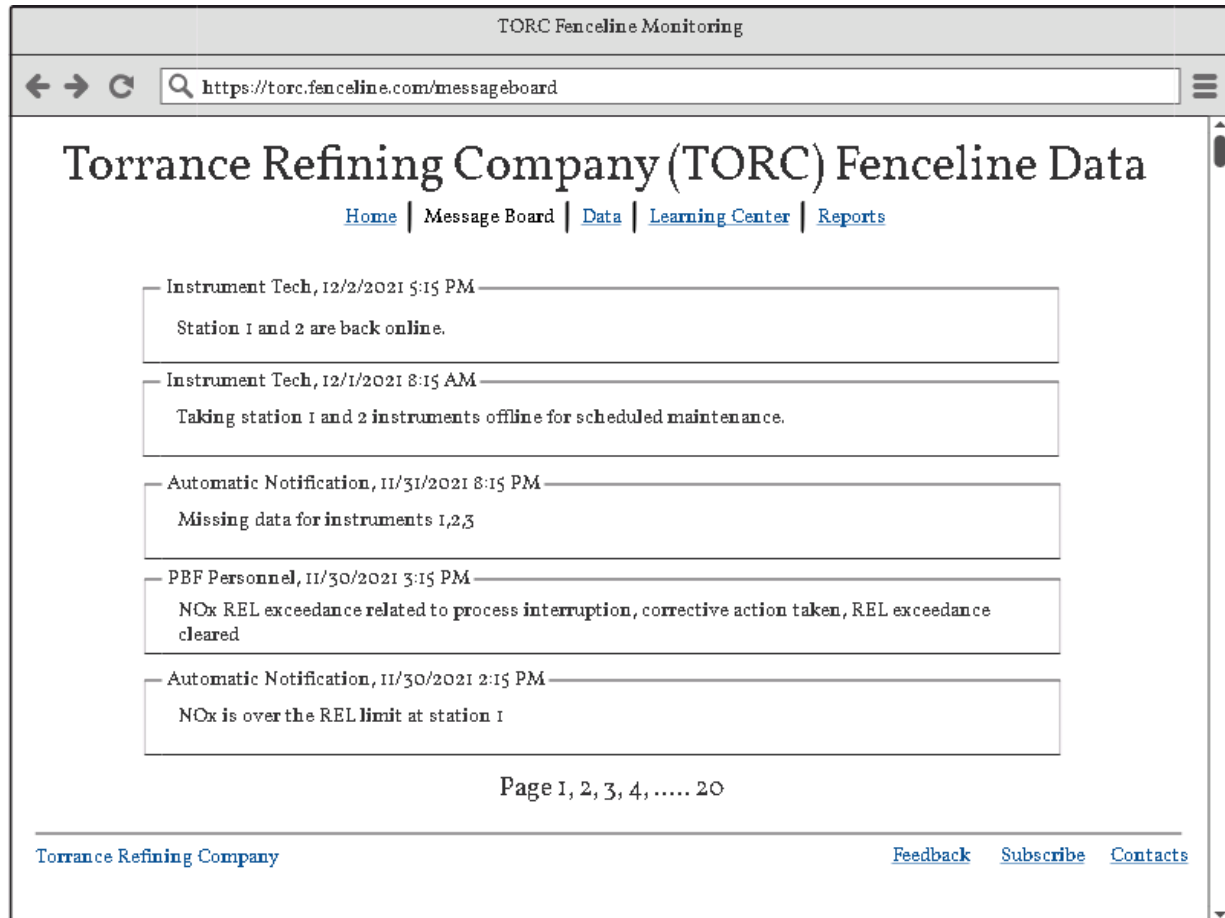 TORC Fenceline Monitoring
https://torc.fenceline.com/messageboard
Torrance Refining Company (TORC) Fenceline Data
Home | Message Board | Data | Learning Center | Reports
Instrument Tech, 12/2/2021 5:15 PM
Station 1 and 2 are back online.
Instrument Tech, 12/1/2021 8:15 AM
Taking station 1 and 2 instruments offline for scheduled maintenance.
Automatic Notification, 11/31/2021 8:15 PM
Missing data for instruments 1,2,3
PBF Personnel, 11/30/2021 3:15 PM
NOx REL exceedance related to process interruption, corrective action taken, REL exceedance
cleared
Automatic Notification, 11/30/2021 2:15 PM
NOx is over the REL limit at station 1
Page 1, 2, 3, 4, ..... 20
Torrance Refining Company Feedback Subscribe Contacts